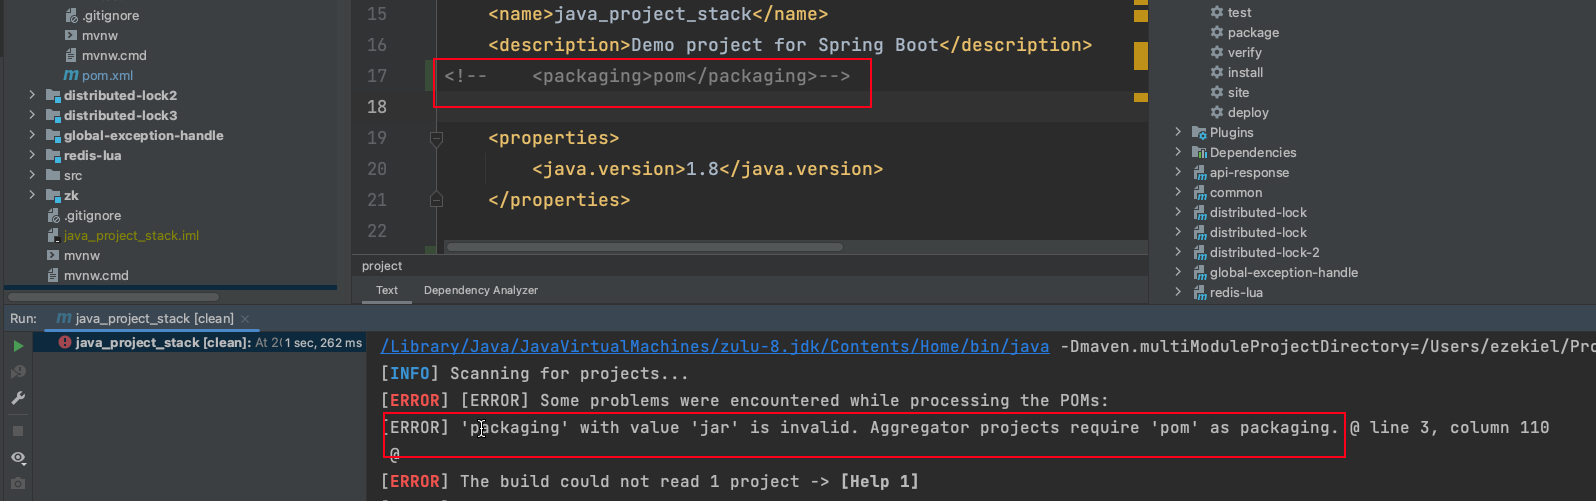 .gitignore
mvnw
mvnw.cmd
pom.xml
distributed-lock2
distributed-lock3
global-exception-handle
redis-lua
src
zk
.gitignore
java_project_stack.iml
mvnw
mvnw.cmd
15 <name>java_project_stack</name>
16 <description>Demo project for Spring Boot</description>
17 <!-- <packaging>pom</packaging>-->
18
19 <properties>
20 <java.version>1.8</java.version>
21 </properties>
22
project
Text Dependency Analyzer
test
package
verify
install
site
deploy
Plugins
Dependencies
api-response
common
distributed-lock
distributed-lock
distributed-lock-2
global-exception-handle
redis-lua
Run: java_project_stack [clean]
java_project_stack [clean]: At 20 1 sec, 262 ms
/Library/Java/JavaVirtualMachines/zulu-8.jdk/Contents/Home/bin/java -Dmaven.multiModuleProjectDirectory=/Users/ezekiel/Pro
[INFO] Scanning for projects...
[ERROR] [ERROR] Some problems were encountered while processing the POMs:
[ERROR] 'packaging' with value 'jar' is invalid. Aggregator projects require 'pom' as packaging. @ line 3, column 110
@
[ERROR] The build could not read 1 project -> [Help 1]